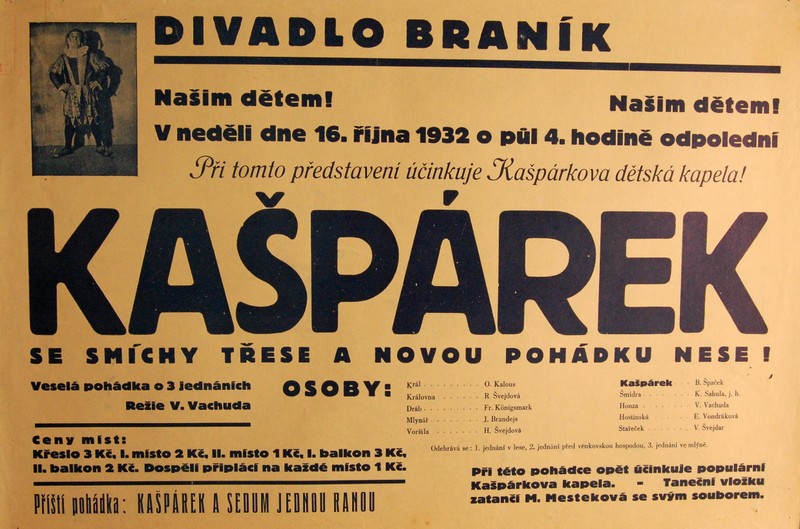 DIVADLO BRANÍK
Našim dětem! Našim dětem!
V neděli dne 16. října 1932 o půl 4. hodině odpolední
Při tomto představení účinkuje Kašpárkova dětská kapela!
KAŠPÁREK
SE SMÍCHY TŘESE A NOVOU POHÁDKU NESE!
Veselá pohádka o 3 jednáních
Režie V. Vachuda
Ceny míst:
Křeslo 3 Kč, I. místo 2 Kč, II. místo 1 Kč, I. balkon 3 Kč,
II. balkon 2 Kč. Dospělí připlácí na každé místo 1 Kč.
Příští pohádka: KAŠPÁREK A SEDUM JEDNOU RANOU
OSOBY:
Král . . . . . . . . O. Kalous
Královna . . . . . . R. Švejdová
Dráb . . . . . . . . Fr. Königsmark
Mlynář . . . . . . . J. Brandejs
Voršila . . . . . . . H. Švejdová
Kašpárek . . . B. Špaček
Šmidra . . . . . . K. Sahula, j. h.
Honza . . . . . . V. Vachuda
Hostinská . . . . . E. Vondráková
Stařeček . . . . . V. Švejdar
Odehrává se: 1. jednání v lese, 2. jednání před venkovskou hospodou, 3. jednání ve mlýně.
Při této pohádce opět účinkuje populární
Kašpárkova kapela. - Taneční vložku
zatančí M. Mesteková se svým souborem.